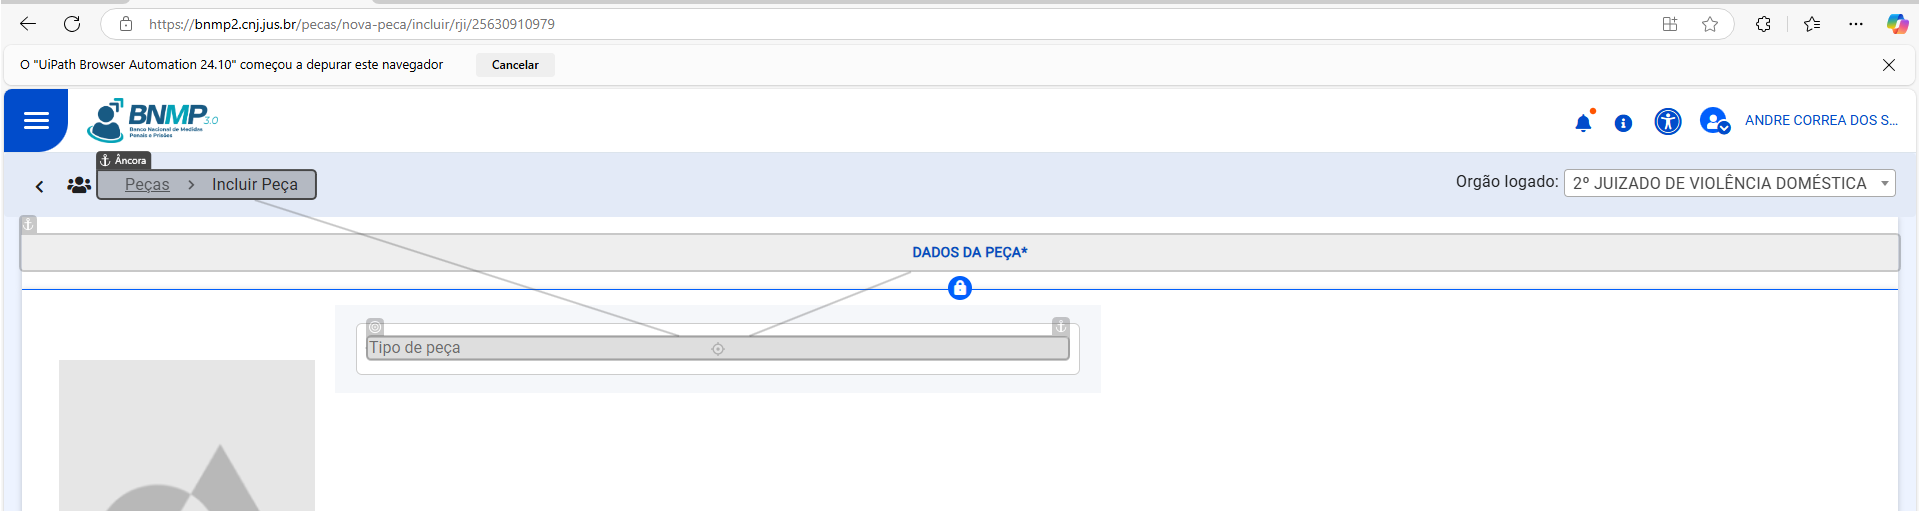 https://bnmp2.cnj.jus.br/pecas/nova-peca/incluir/rji/25630910979
O "UiPath Browser Automation 24.10" começou a depurar este navegador
Cancelar
BNMP 3.0
Banco Nacional de Medidas
Penais e Prisões
ANDRE CORREA DOS S...
Âncora
Peças > Incluir Peça
Orgão logado: 2º JUIZADO DE VIOLÊNCIA DOMÉSTICA
DADOS DA PEÇA*
Tipo de peça